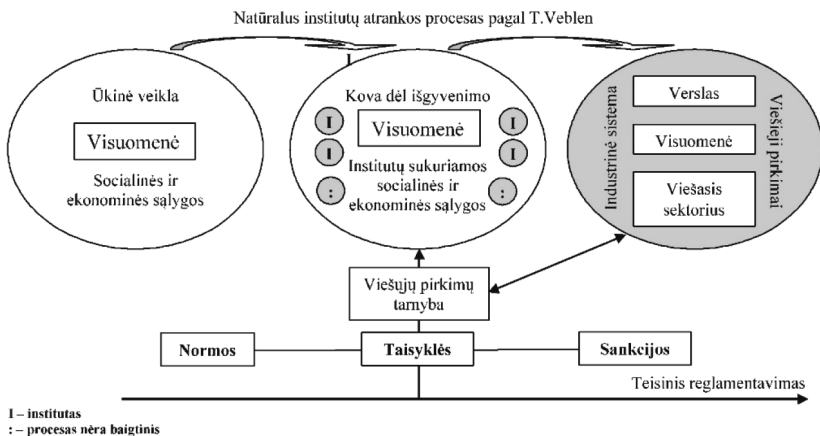 Natūralus institutų atrankos procesas pagal T.Veblen
I
Ūkinė veikla
Visuomenė
Socialinės ir
ekonominės sąlygos
Kova dėl išgyvenimo
I
I
Visuomenė
I
I
Institutų sukuriamos
socialinės ir
ekonominės sąlygos
:
:
Industrinė sistema
Verslas
Visuomenė
Viešasis
sektorius
Viešieji pirkimai
Viešųjų pirkimų
tarnyba
Normos
Taisyklės
Sankcijos
Teisinis reglamentavimas
I – institutas
: – procesas nėra baigtinis